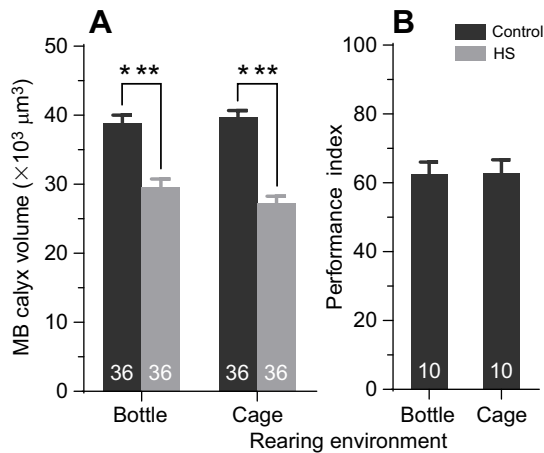 A
MB calyx volume (×10³ μm³)
50
40
30
20
10
0
* **
* **
36
36
36
36
Bottle
Cage
B
Control
HS
Performance index
100
80
60
40
20
0
10
10
Bottle
Cage
Rearing environment